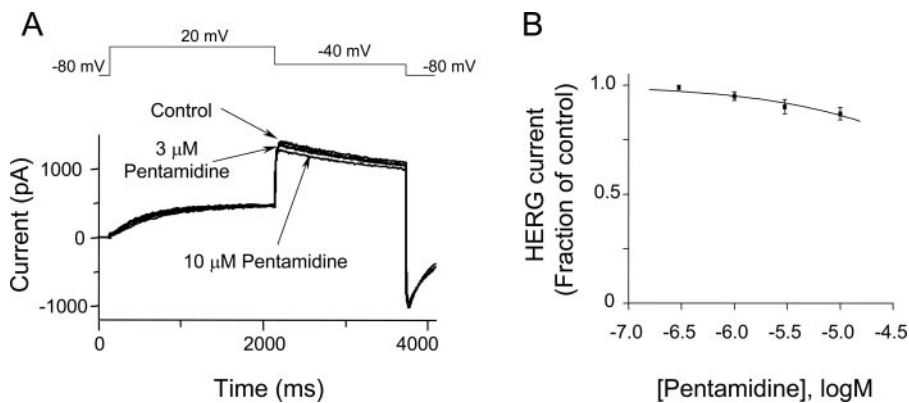 A
20 mV
-80 mV
-40 mV
-80 mV
Control
3 μM
Pentamidine
10 μM Pentamidine
Current (pA)
1000
0
-1000
0
2000
4000
Time (ms)
B
HERG current
(Fraction of control)
1.0
0.5
0
-7.0
-6.5
-6.0
-5.5
-5.0
-4.5
[Pentamidine], logM